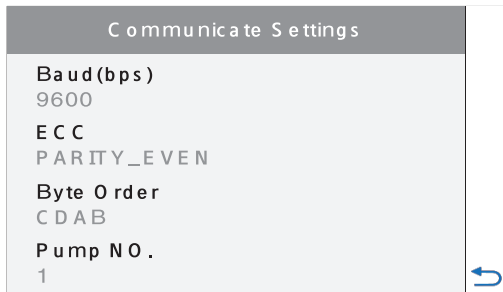 Communicate Settings
Baud(bps)
9600
ECC
PARITY_EVEN
Byte Order
CDAB
Pump NO.
1